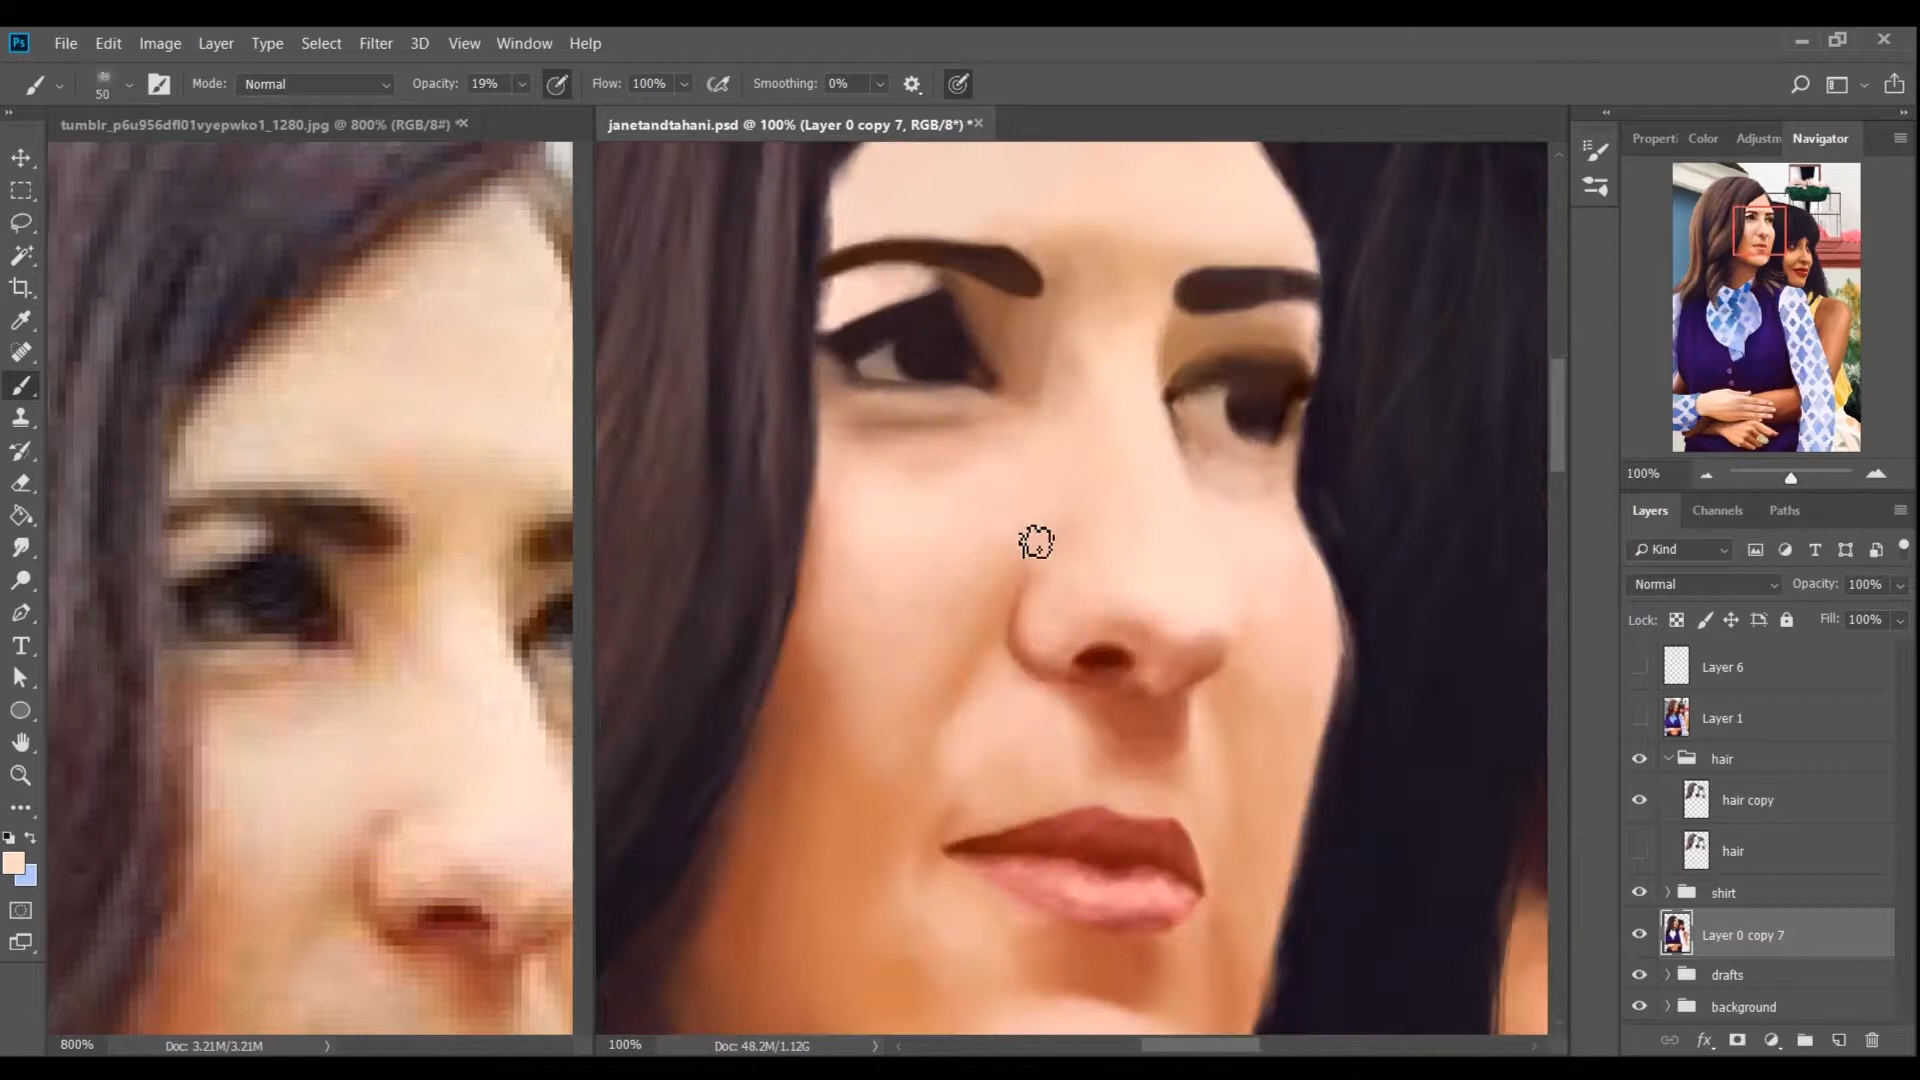 Ps File Edit Image Layer Type Select Filter 3D View Window Help
50 Mode: Normal Opacity: 19% Flow: 100% Smoothing: 0%
tumblr_p6u956dfl01vyepwko1_1280.jpg @ 800% (RGB/8#) *
janetandtahani.psd @ 100% (Layer 0 copy 7, RGB/8*) *
Properti Color Adjustm Navigator
100%
Layers Channels Paths
Kind
Normal Opacity: 100%
Lock: Fill: 100%
Layer 6
Layer 1
hair
hair copy
hair
shirt
Layer 0 copy 7
drafts
background
fx
800% Doc: 3.21M/3.21M
100% Doc: 48.2M/1.12G